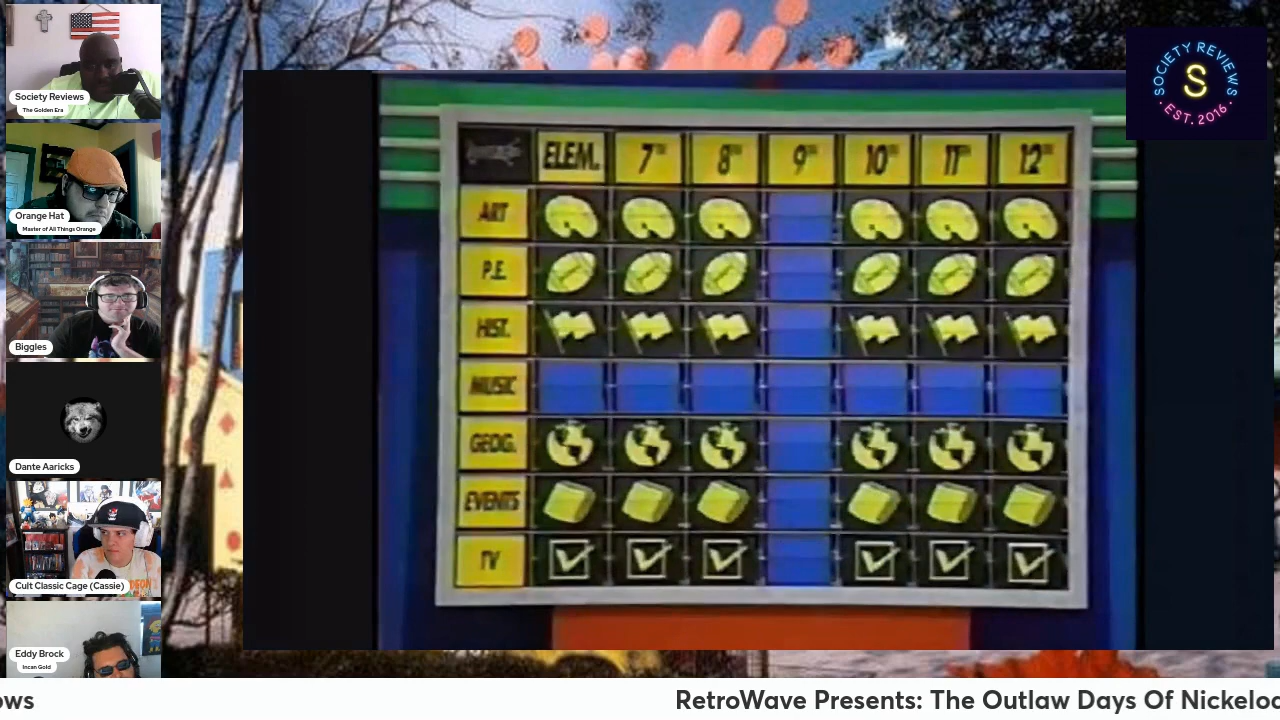 Society Reviews
The Golden Era
Orange Hat
Master of All Things Orange
Biggles
Dante Aaricks
Cult Classic Cage (Cassie)
Eddy Brock
Incan Gold
SOCIETY REVIEWS
S
· EST. 2016 ·
ELEM. 7TH 8TH 9TH 10TH 11TH 12TH
ART
P.E.
HIST.
MUSIC
GEOG.
EVENTS
TV
ows
RetroWave Presents: The Outlaw Days Of Nickeloc